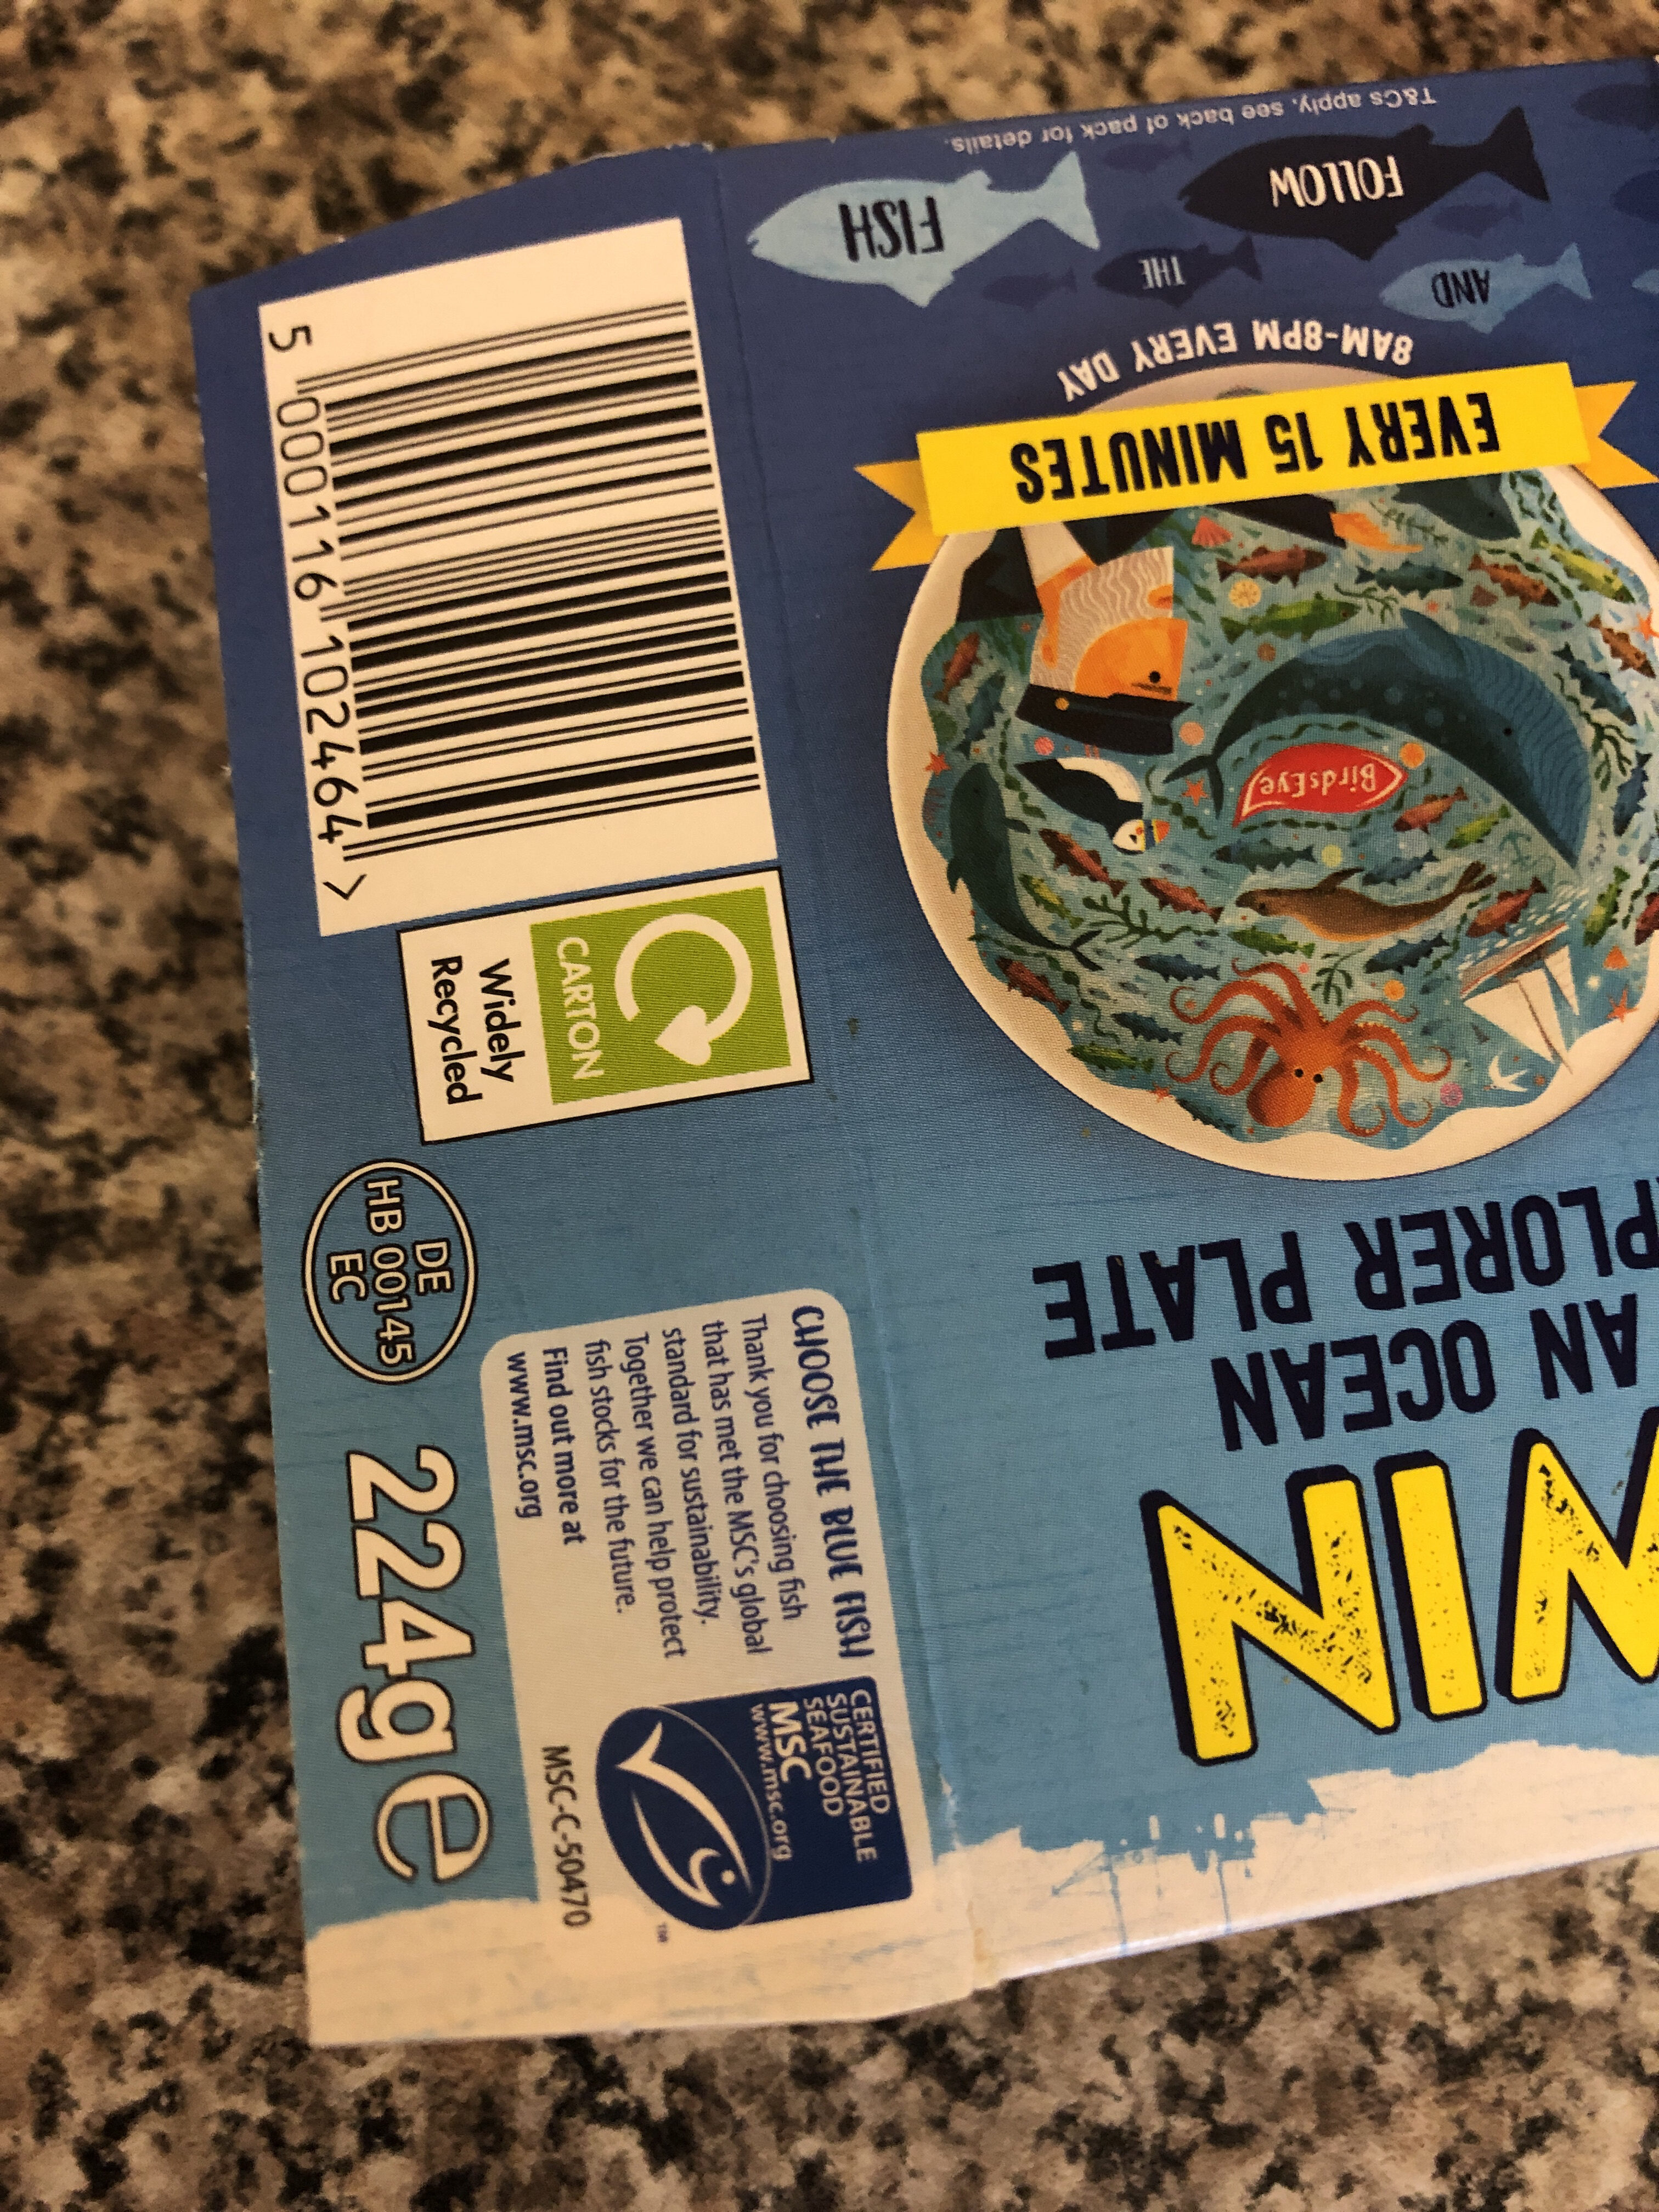 5 000116 102464 >
CARTON
Widely
Recycled
DE
HB 00145
EC
224g e
CHOOSE THE BLUE FISH
Thank you for choosing fish
that has met the MSC's global
standard for sustainability.
Together we can help protect
fish stocks for the future.
Find out more at
www.msc.org
CERTIFIED
SUSTAINABLE
SEAFOOD
MSC
www.msc.org
TM
MSC-C-50470
WIN
AN OCEAN
PLORER PLATE
BirdsEye
EVERY 15 MINUTES
8AM-8PM EVERY DAY
AND
THE
FOLLOW
FISH
T&Cs apply, see back of pack for details.